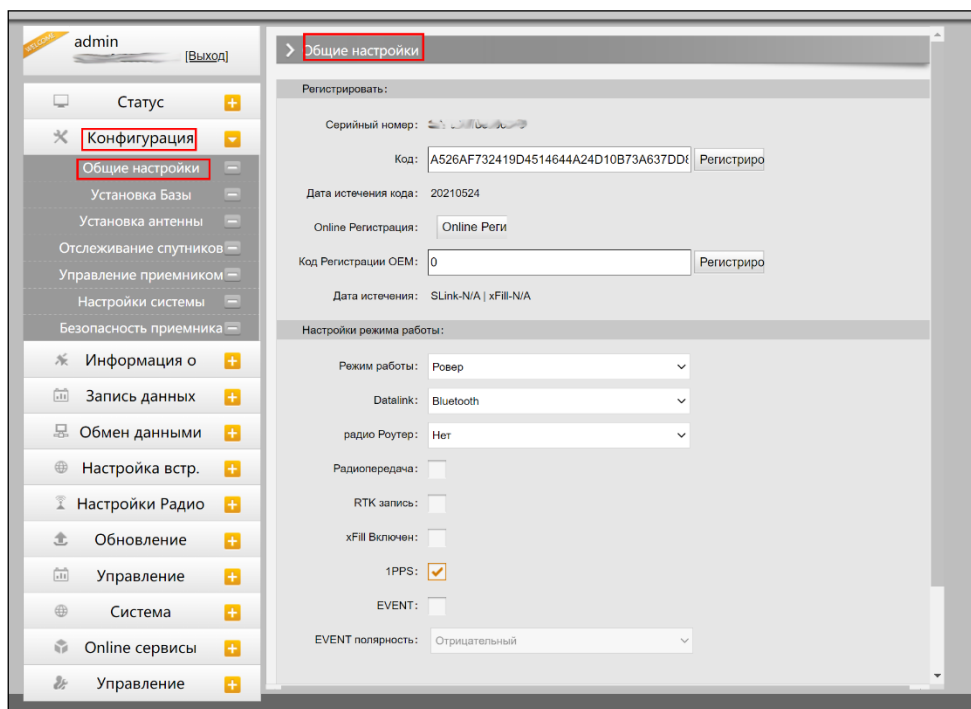 WELCOME
admin
[Выход]
Статус
Конфигурация
Общие настройки
Установка Базы
Установка антенны
Отслеживание спутников
Управление приемником
Настройки системы
Безопасность приемника
Информация о
Запись данных
Обмен данными
Настройка встр.
Настройки Радио
Обновление
Управление
Система
Online сервисы
Управление
Общие настройки
Регистрировать:
Серийный номер:
Код: A526AF732419D4514644A24D10B73A637DD8 Регистриро
Дата истечения кода: 20210524
Online Регистрация: Online Реги
Код Регистрации OEM: 0 Регистриро
Дата истечения: SLink-N/A | xFill-N/A
Настройки режима работы:
Режим работы: Ровер
Datalink: Bluetooth
радио Роутер: Нет
Радиопередача:
RTK запись:
xFill Включен:
1PPS:
EVENT:
EVENT полярность: Отрицательный